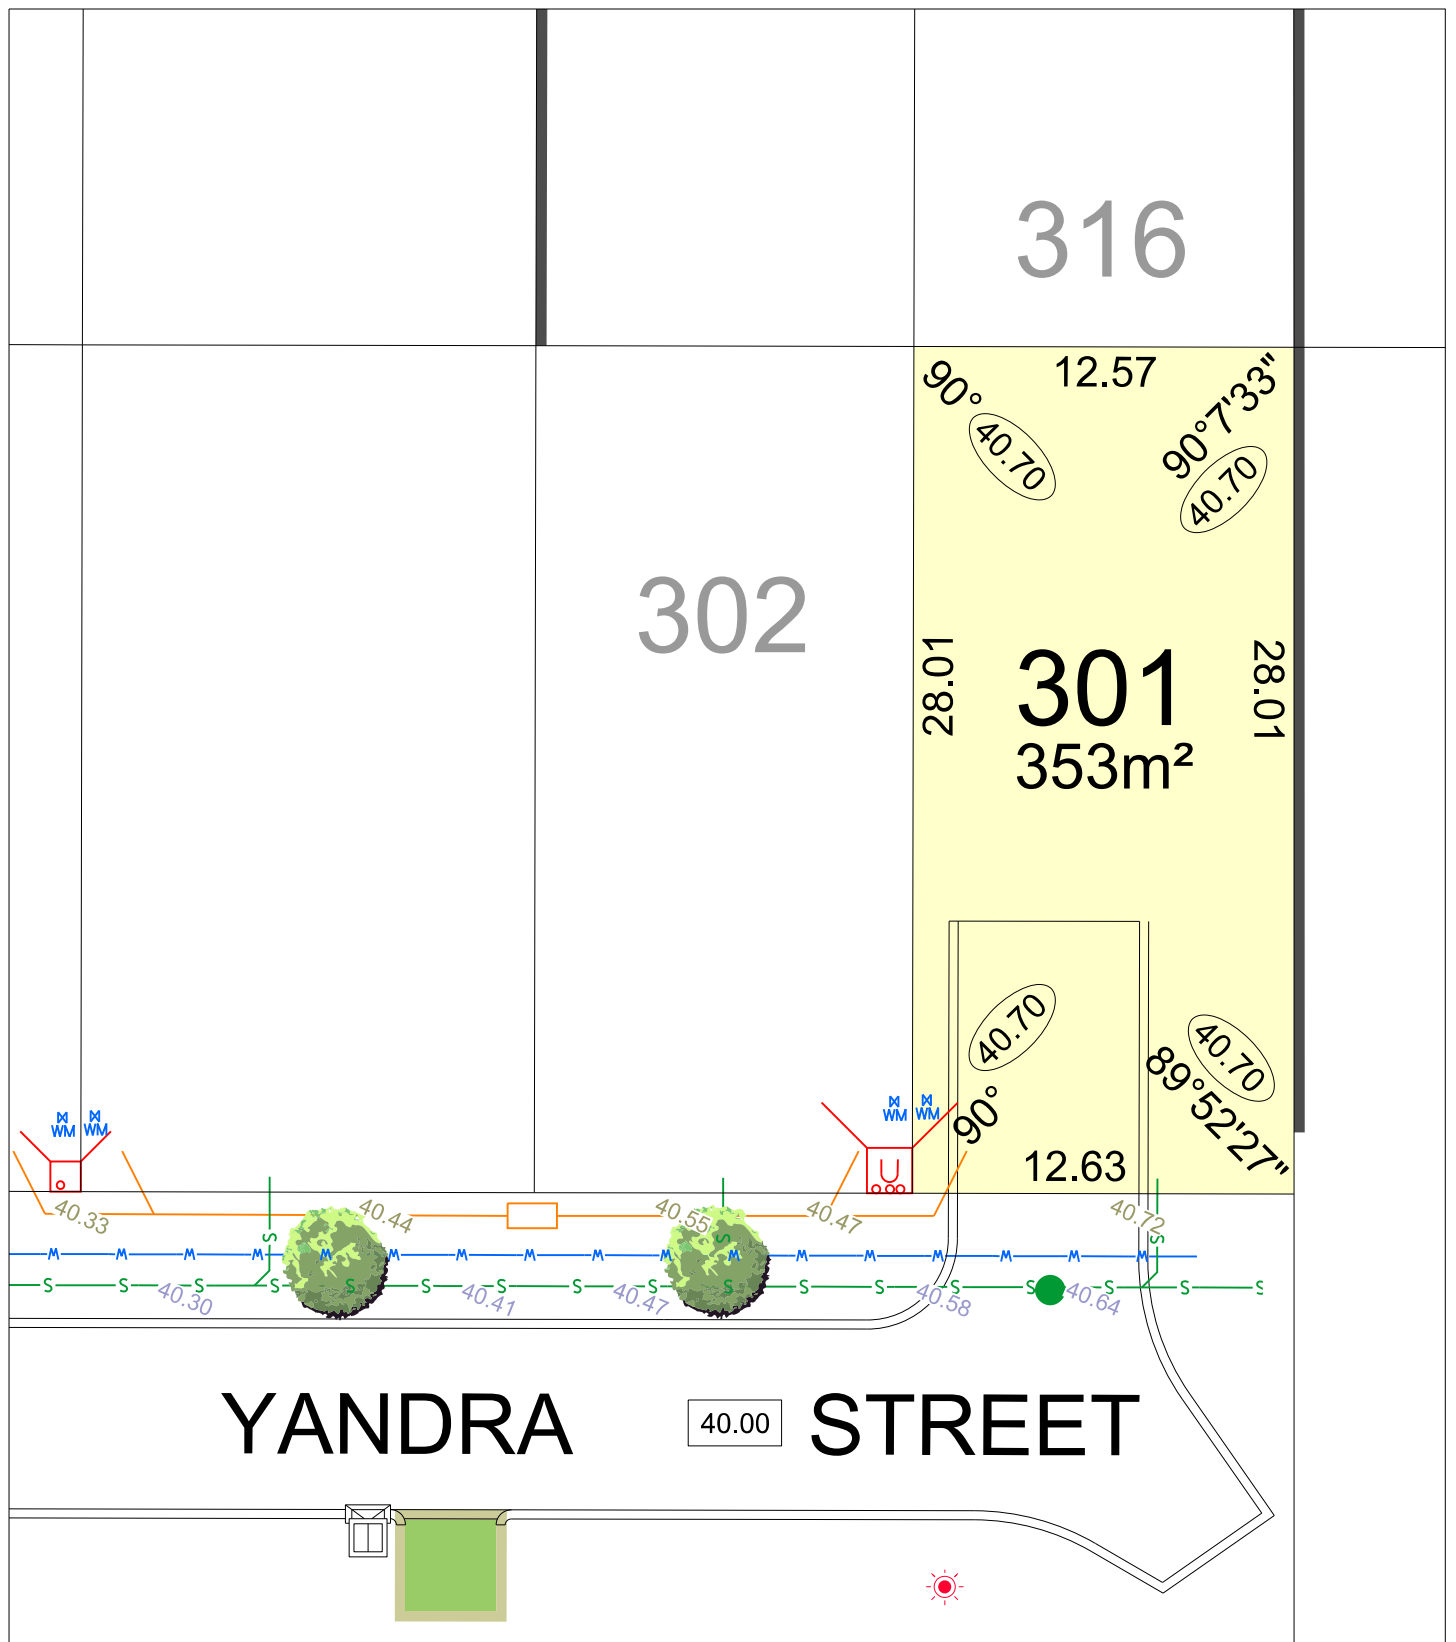 316
12.57
90°
90°7'33"
40.70
40.70
302
28.01
301
28.01
353m²
40.70
40.70
90°
89°52'27"
WM
WM
WM
WM
12.63
U
40.33
40.44
40.55
40.47
40.72
S
S
S
W W W W W W W W W W W W W W W W W
S S S S S S S S S S S S S S S S S
40.30
40.41
40.47
40.58
40.64
YANDRA 40.00 STREET